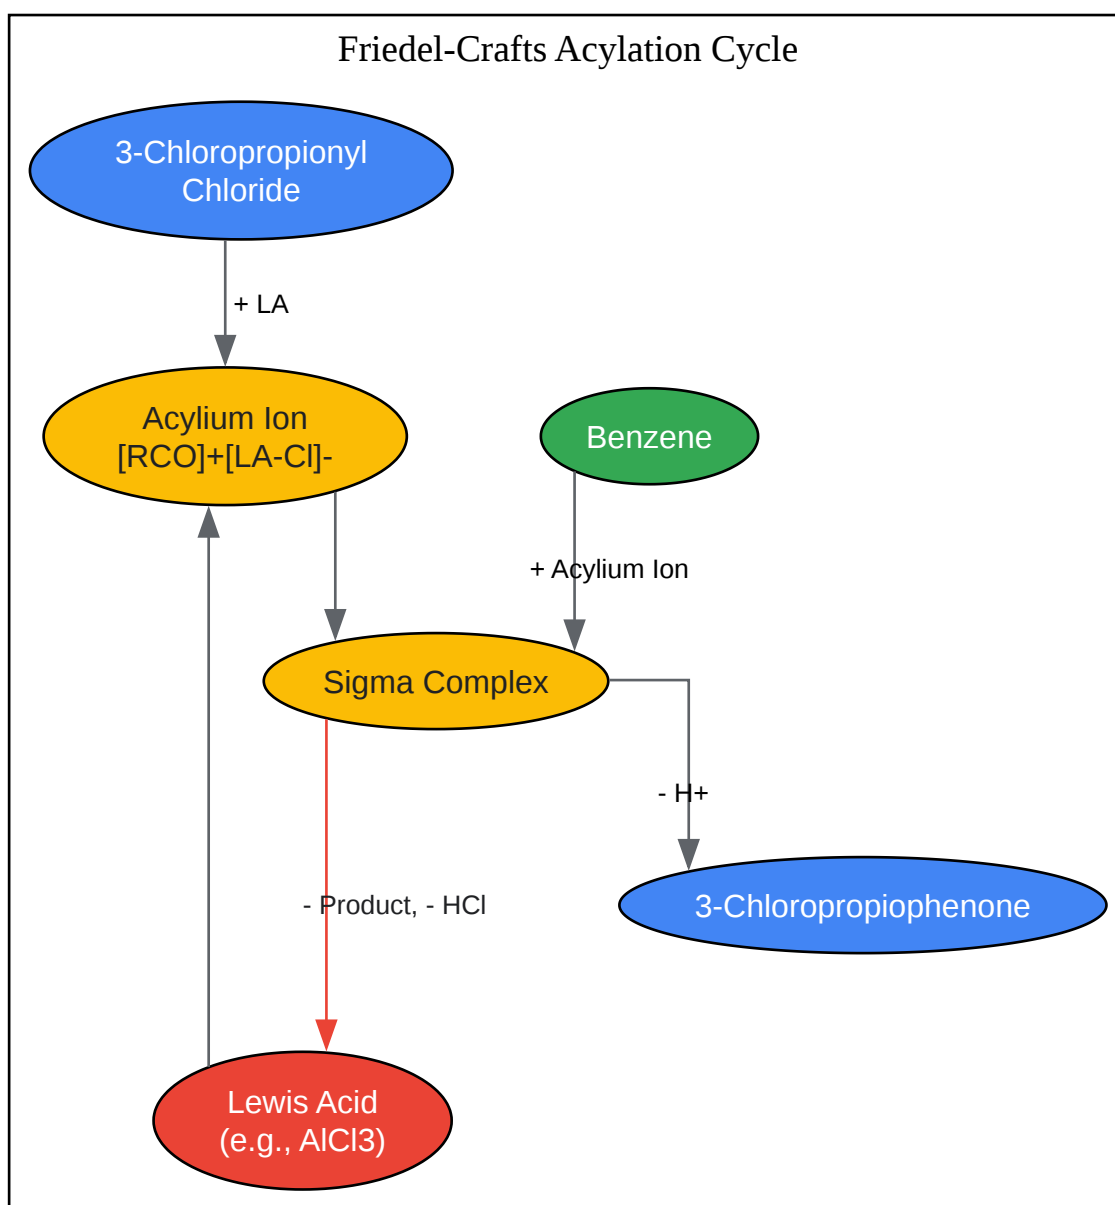 Friedel-Crafts Acylation Cycle
3-Chloropropionyl
Chloride
+ LA
Acylium Ion
[RCO]+[LA-Cl]-
Benzene
+ Acylium Ion
Sigma Complex
- H+
- Product, - HCl
3-Chloropropiophenone
Lewis Acid
(e.g., AlCl3)